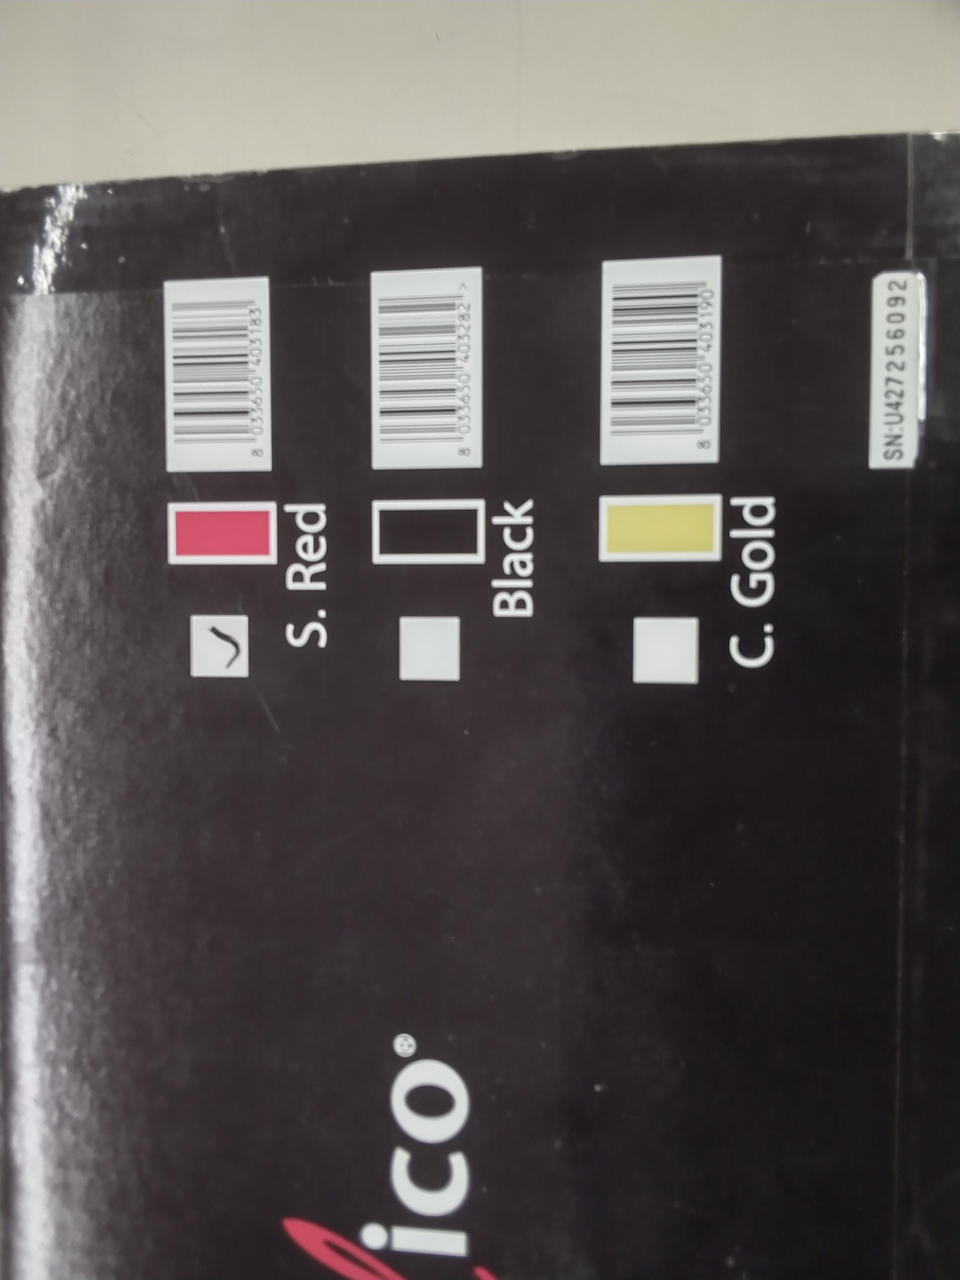 8 033650 403183
S. Red
8 033650 403282 >
Black
8 033650 403190
C. Gold
SN:U427256092
ico®